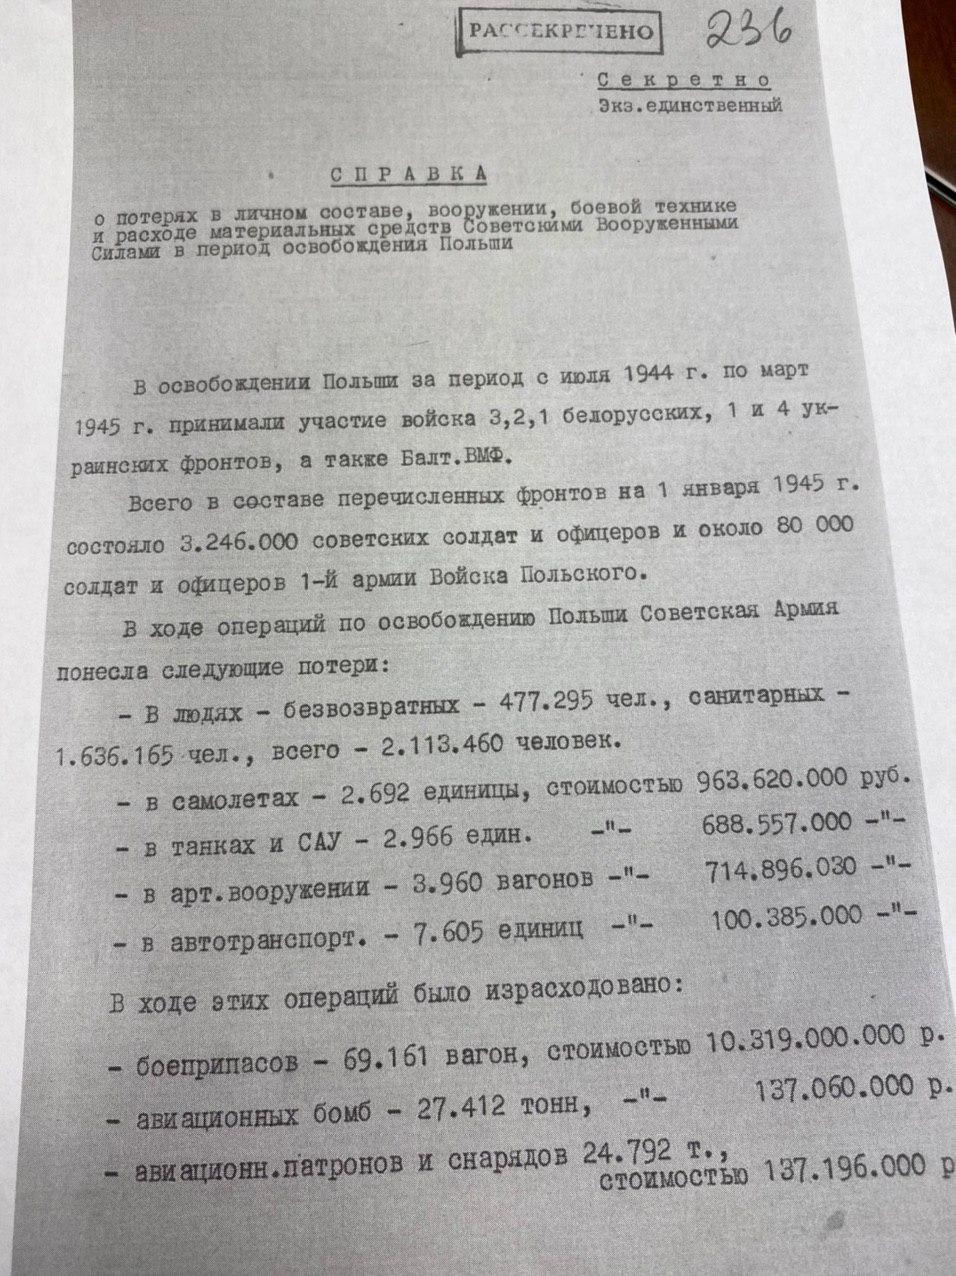 РАССЕКРЕЧЕНО
236
Секретно
Экз.единственный
СПРАВКА
о потерях в личном составе, вооружении, боевой технике
и расходе материальных средств Советскими Вооруженными
Силами в период освобождения Польши
В освобождении Польши за период с июля 1944 г. по март
1945 г. принимали участие войска 3,2,1 белорусских, 1 и 4 ук-
раинских фронтов, а также Балт.ВМФ.
Всего в составе перечисленных фронтов на 1 января 1945 г.
состояло 3.246.000 советских солдат и офицеров и около 80 000
солдат и офицеров 1-й армии Войска Польского.
В ходе операций по освобождению Польши Советская Армия
понесла следующие потери:
- В людях - безвозвратных - 477.295 чел., санитарных -
1.636.165 чел., всего - 2.113.460 человек.
- в самолетах - 2.692 единицы, стоимостью 963.620.000 руб.
- в танках и САУ - 2.966 един. -"- 688.557.000 -"-
- в арт.вооружении - 3.960 вагонов -"- 714.896.030 -"-
- в автотранспорт. - 7.605 единиц -"- 100.385.000 -"-
В ходе этих операций было израсходовано:
- боеприпасов - 69.161 вагон, стоимостью 10.319.000.000 р.
- авиационных бомб - 27.412 тонн, -"- 137.060.000 р.
- авиационн.патронов и снарядов 24.792 т.,
стоимостью 137.196.000 р